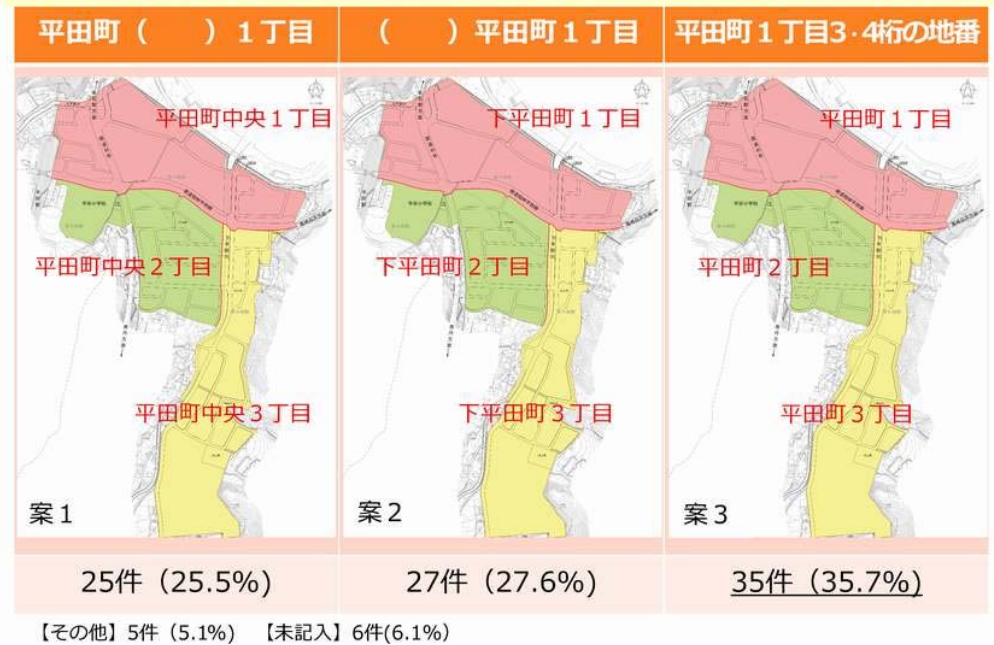 平田町（　　）１丁目
（　　）平田町１丁目
平田町１丁目3･4桁の地番
平田町中央１丁目
平田町中央２丁目
平田町中央３丁目
案１
下平田町１丁目
下平田町２丁目
下平田町３丁目
案２
平田町１丁目
平田町２丁目
平田町３丁目
案３
25件（25.5%）
27件（27.6%）
35件（35.7%）
【その他】5件（5.1%）　【未記入】6件(6.1%）